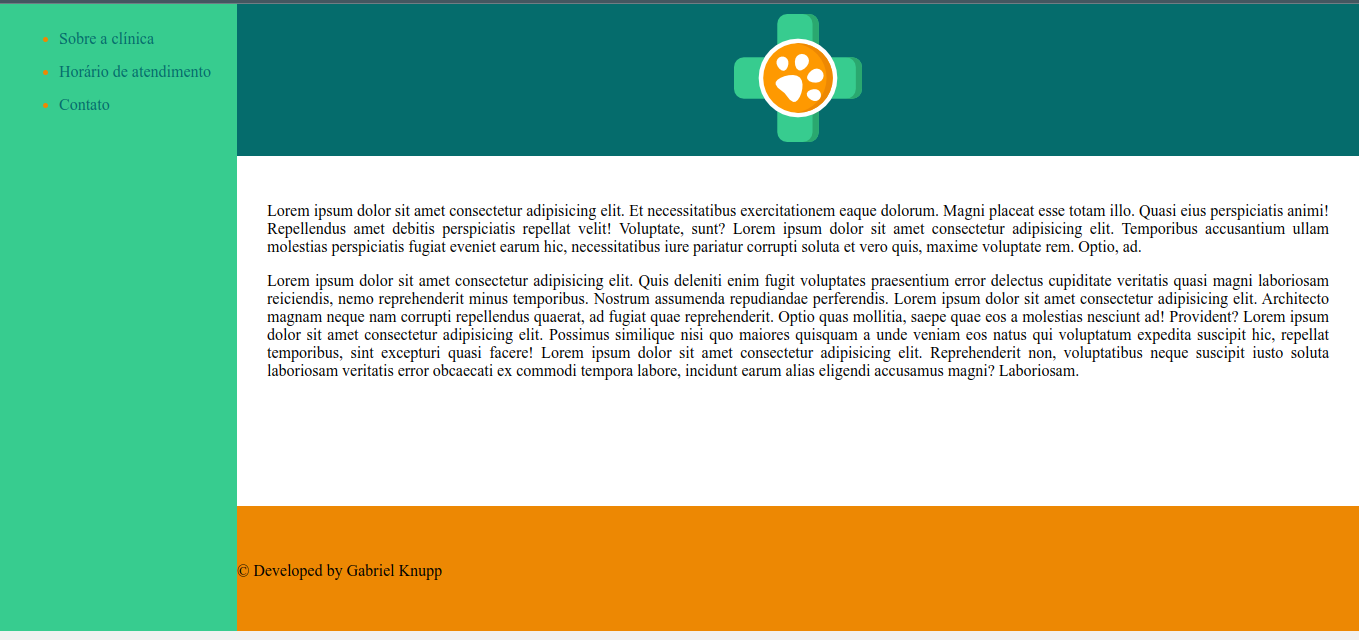 Sobre a clínica
Horário de atendimento
Contato
Lorem ipsum dolor sit amet consectetur adipisicing elit. Et necessitatibus exercitationem eaque dolorum. Magni placeat esse totam illo. Quasi eius perspiciatis animi!
Repellendus amet debitis perspiciatis repellat velit! Voluptate, sunt? Lorem ipsum dolor sit amet consectetur adipisicing elit. Temporibus accusantium ullam
molestias perspiciatis fugiat eveniet earum hic, necessitatibus iure pariatur corrupti soluta et vero quis, maxime voluptate rem. Optio, ad.
Lorem ipsum dolor sit amet consectetur adipisicing elit. Quis deleniti enim fugit voluptates praesentium error delectus cupiditate veritatis quasi magni laboriosam
reiciendis, nemo reprehenderit minus temporibus. Nostrum assumenda repudiandae perferendis. Lorem ipsum dolor sit amet consectetur adipisicing elit. Architecto
magnam neque nam corrupti repellendus quaerat, ad fugiat quae reprehenderit. Optio quas mollitia, saepe quae eos a molestias nesciunt ad! Provident? Lorem ipsum
dolor sit amet consectetur adipisicing elit. Possimus similique nisi quo maiores quisquam a unde veniam eos natus qui voluptatum expedita suscipit hic, repellat
temporibus, sint excepturi quasi facere! Lorem ipsum dolor sit amet consectetur adipisicing elit. Reprehenderit non, voluptatibus neque suscipit iusto soluta
laboriosam veritatis error obcaecati ex commodi tempora labore, incidunt earum alias eligendi accusamus magni? Laboriosam.
© Developed by Gabriel Knupp